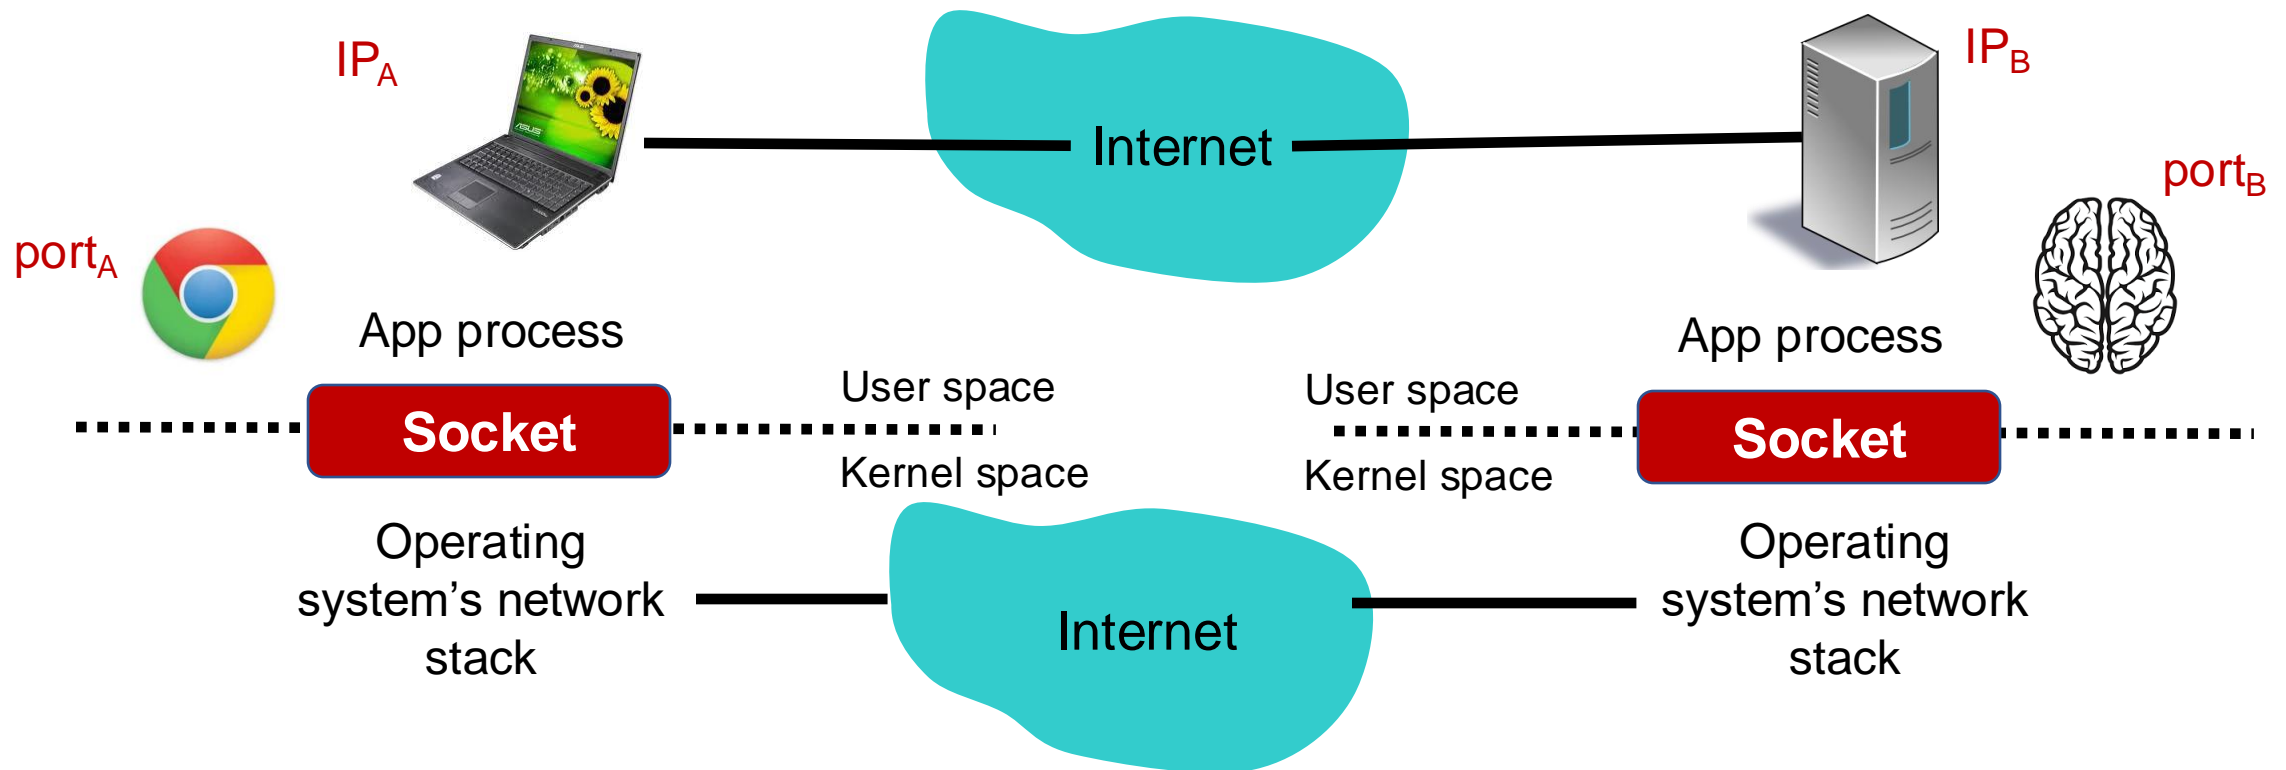 IPA
IPB
Internet
portB
portA
ASUS
App process
App process
User space
User space
Socket
Socket
Kernel space
Kernel space
Operating
system's network
stack
Operating
system's network
stack
Internet